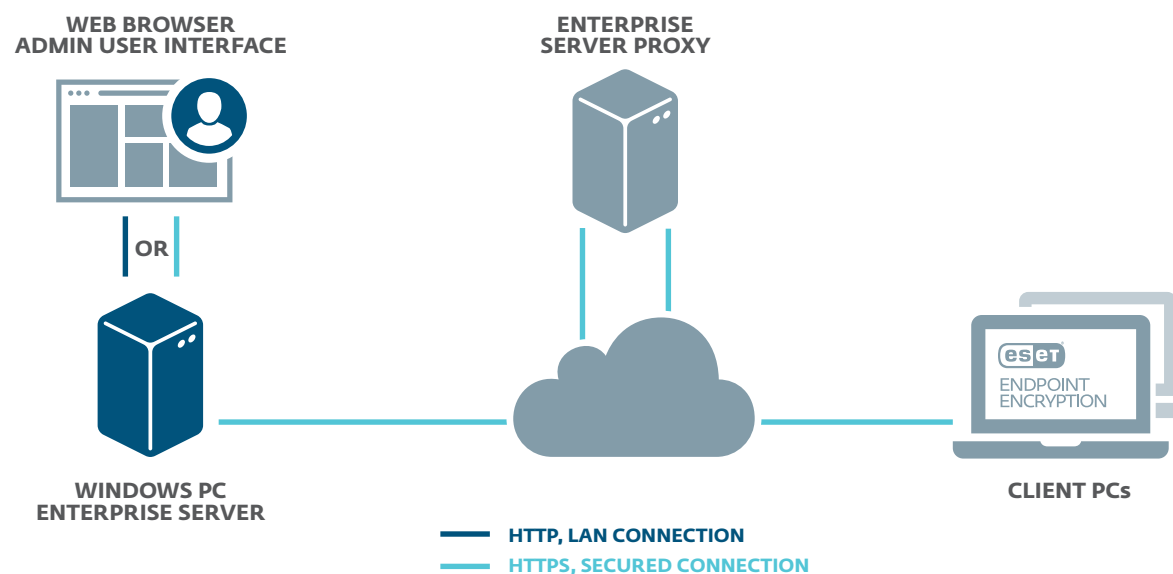 WEB BROWSER
ADMIN USER INTERFACE
ENTERPRISE
SERVER PROXY
OR
eseT
ENDPOINT
ENCRYPTION
WINDOWS PC
ENTERPRISE SERVER
CLIENT PCs
HTTP, LAN CONNECTION
HTTPS, SECURED CONNECTION